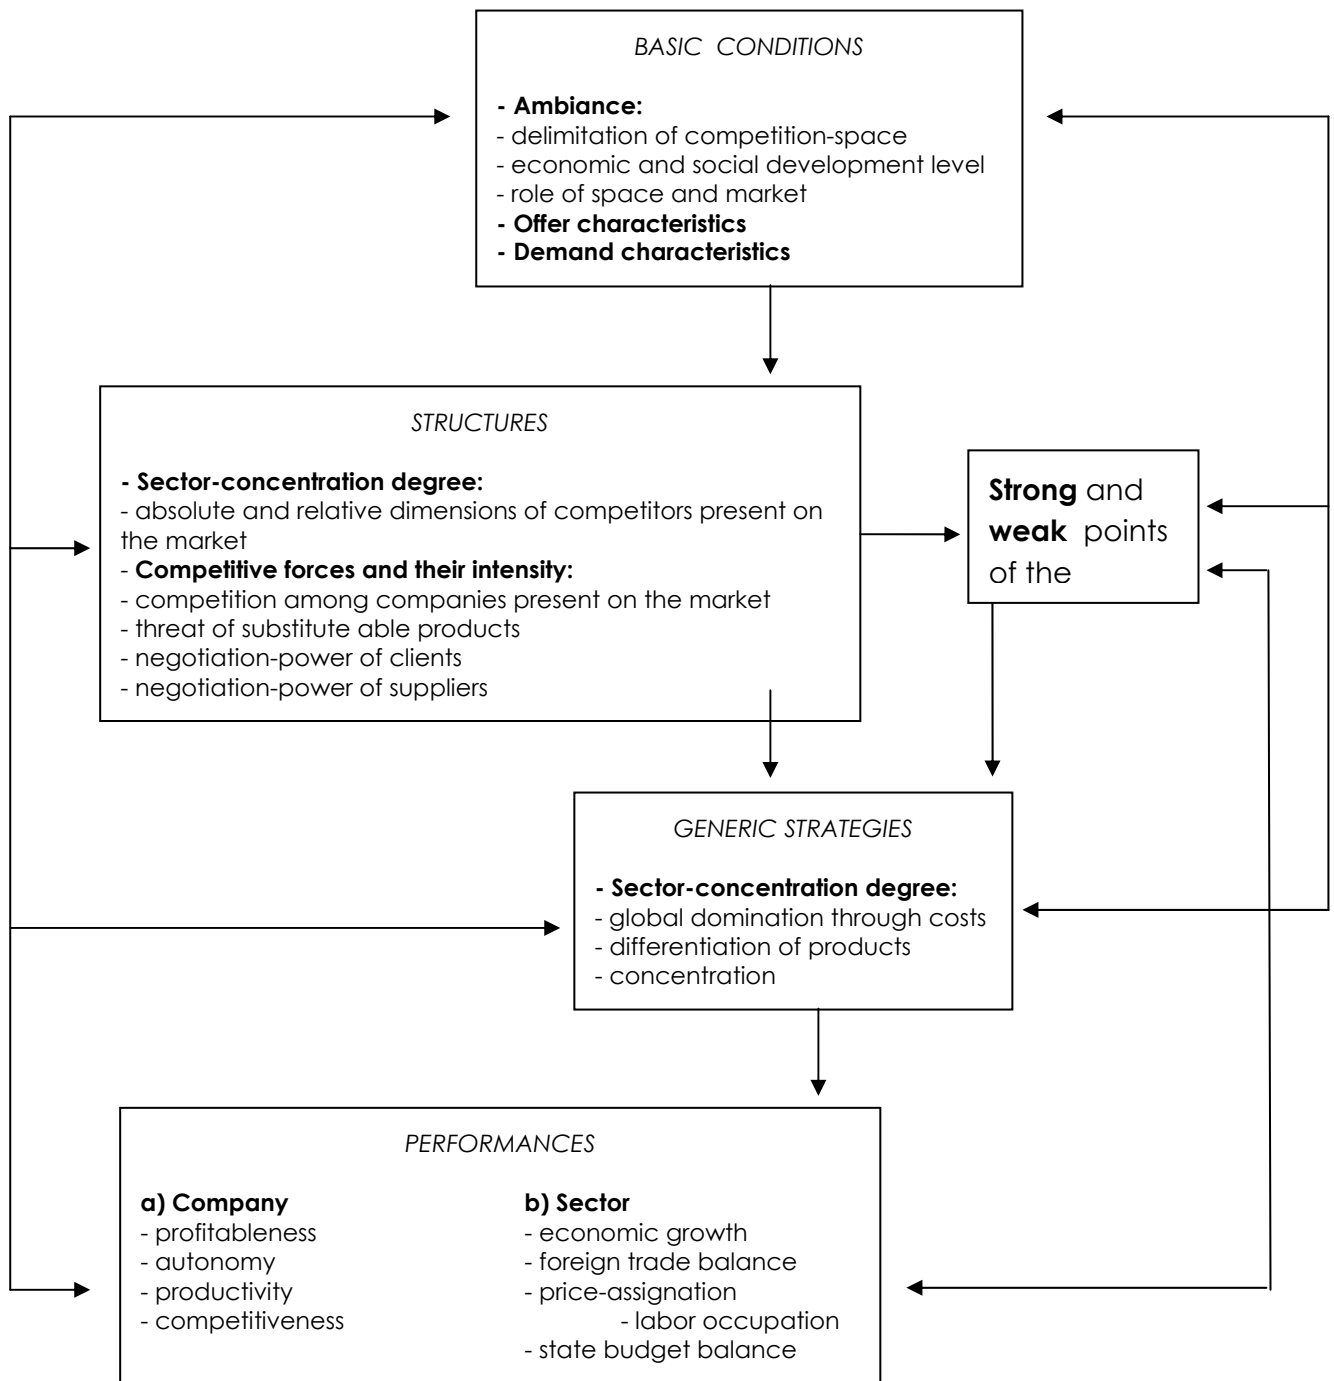 BASIC CONDITIONS
- Ambiance:
- delimitation of competition-space
- economic and social development level
- role of space and market
- Offer characteristics
- Demand characteristics
STRUCTURES
- Sector-concentration degree:
- absolute and relative dimensions of competitors present on
the market
- Competitive forces and their intensity:
- competition among companies present on the market
- threat of substitute able products
- negotiation-power of clients
- negotiation-power of suppliers
Strong and
weak points
of the
GENERIC STRATEGIES
- Sector-concentration degree:
- global domination through costs
- differentiation of products
- concentration
PERFORMANCES
a) Company
- profitableness
- autonomy
- productivity
- competitiveness
b) Sector
- economic growth
- foreign trade balance
- price-assignation
- labor occupation
- state budget balance